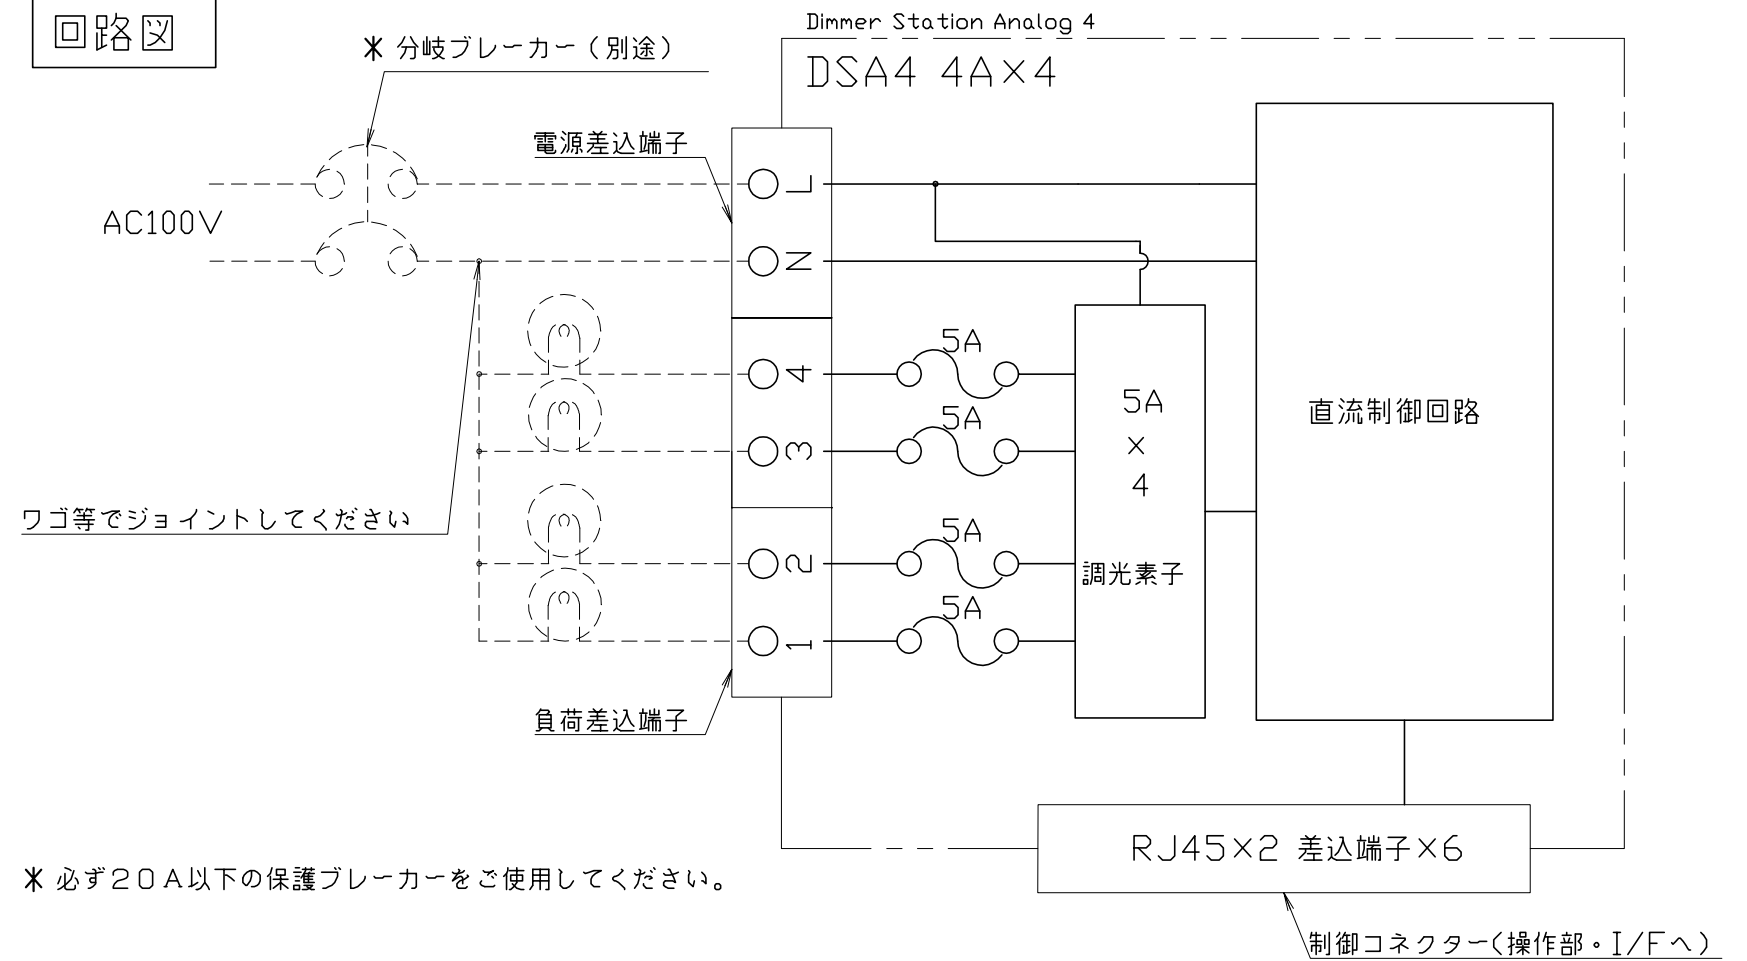 回路図
Dimmer Station Analog 4
＊ 分岐ブレーカー（別途）
DSA4 4A×4
電源差込端子
L
AC100V
N
5A
4
5A
3
5A
×
4
直流制御回路
ワゴ等でジョイントしてください
5A
2
調光素子
5A
1
負荷差込端子
RJ45×2 差込端子×6
＊ 必ず20A以下の保護ブレーカーをご使用してください。
制御コネクター(操作部・I/Fへ)